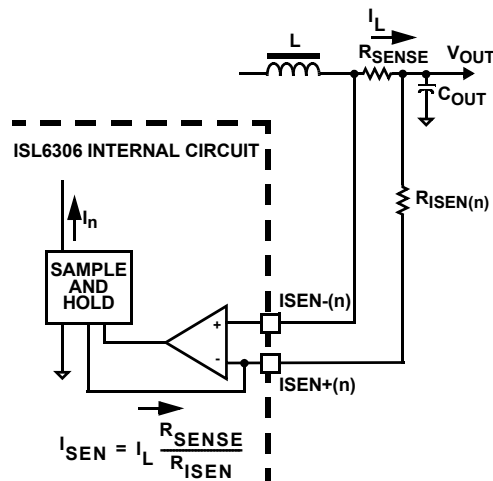 I_L
L
R_SENSE
V_OUT
C_OUT
ISL6306 INTERNAL CIRCUIT
R_ISEN(n)
I_n
SAMPLE
AND
HOLD
ISEN-(n)
+
-
ISEN+(n)
I_SEN = I_L R_SENSE / R_ISEN